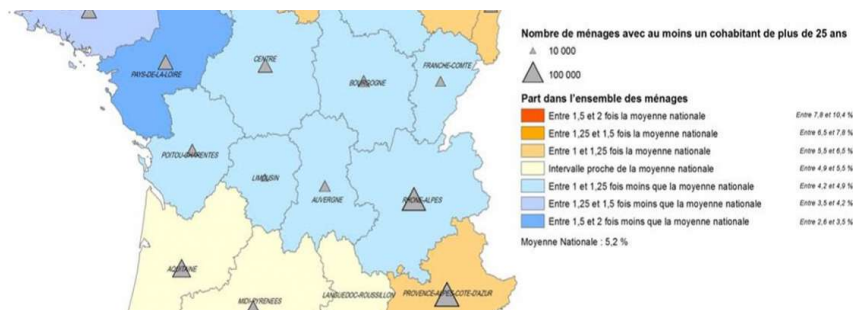 CENTRE
FRANCHE-COMTE
PAYS-DE-LA-LOIRE
BOURGOGNE
POITOU-CHARENTES
LIMOUSIN
AUVERGNE
RHONE-ALPES
AQUITAINE
MIDI-PYRENEES
LANGUEDOC-ROUSSILLON
PROVENCE-ALPES-COTE-D'AZUR
Nombre de ménages avec au moins un cohabitant de plus de 25 ans
10 000
100 000
Part dans l'ensemble des ménages
Entre 1,5 et 2 fois la moyenne nationale Entre 7,8 et 10,4 %
Entre 1,25 et 1,5 fois la moyenne nationale Entre 6,5 et 7,8 %
Entre 1 et 1,25 fois la moyenne nationale Entre 5,5 et 6,5 %
Intervalle proche de la moyenne nationale Entre 4,9 et 5,5 %
Entre 1 et 1,25 fois moins que la moyenne nationale Entre 4,2 et 4,9 %
Entre 1,25 et 1,5 fois moins que la moyenne nationale Entre 3,5 et 4,2 %
Entre 1,5 et 2 fois moins que la moyenne nationale Entre 2,6 et 3,5 %
Moyenne Nationale : 5,2 %